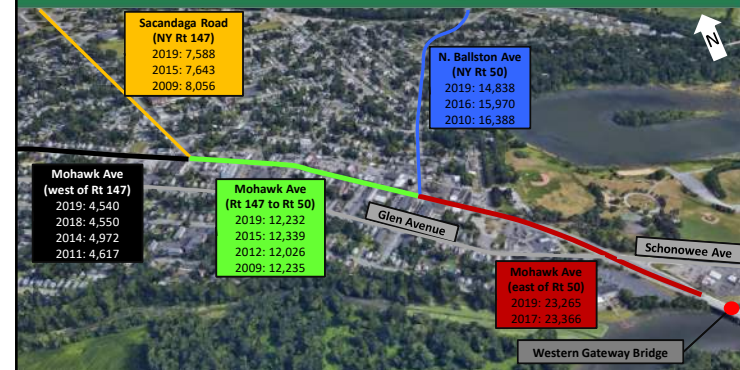 Sacandaga Road
(NY Rt 147)
2019: 7,588
2015: 7,643
2009: 8,056
N. Ballston Ave
(NY Rt 50)
2019: 14,838
2016: 15,970
2010: 16,388
N
Mohawk Ave
(west of Rt 147)
2019: 4,540
2018: 4,550
2014: 4,972
2011: 4,617
Mohawk Ave
(Rt 147 to Rt 50)
2019: 12,232
2015: 12,339
2012: 12,026
2009: 12,235
Glen Avenue
Schonowee Ave
Mohawk Ave
(east of Rt 50)
2019: 23,265
2017: 23,366
Western Gateway Bridge